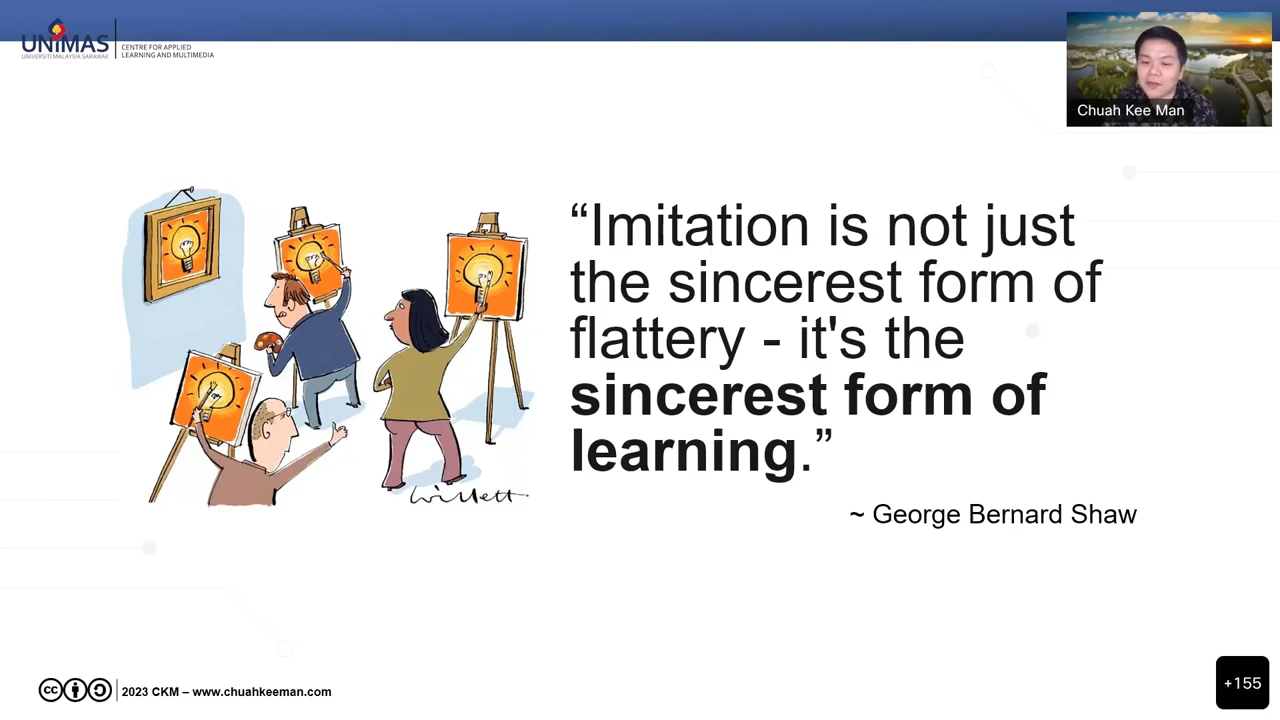 UNIMAS
UNIVERSITI MALAYSIA SARAWAK
CENTRE FOR APPLIED
LEARNING AND MULTIMEDIA
Chuah Kee Man
“Imitation is not just
the sincerest form of
flattery - it's the
sincerest form of
learning.”
~ George Bernard Shaw
Willett
cc
2023 CKM – www.chuahkeeman.com
+155